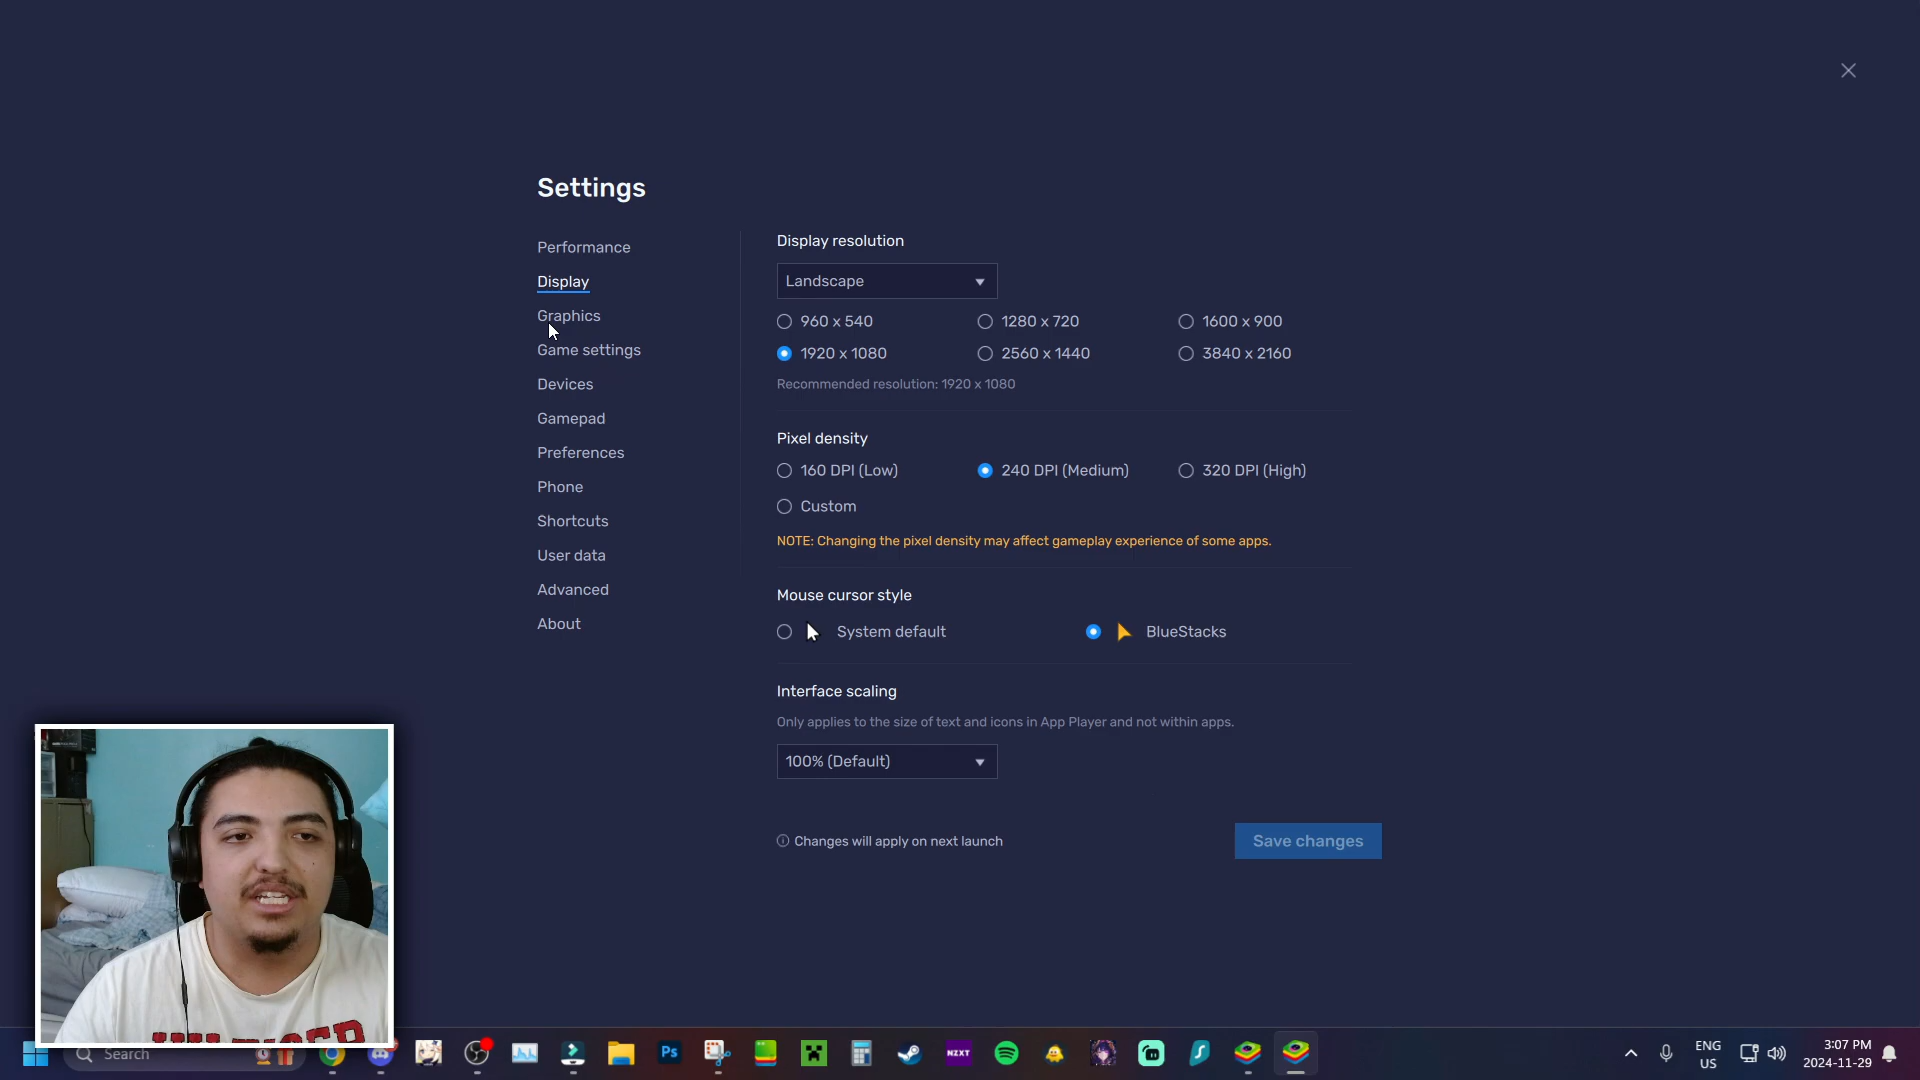 Settings
Performance
Display
Graphics
Game settings
Devices
Gamepad
Preferences
Phone
Shortcuts
User data
Advanced
About
Display resolution
Landscape
960 x 540
1280 x 720
1600 x 900
1920 x 1080
2560 x 1440
3840 x 2160
Recommended resolution: 1920 x 1080
Pixel density
160 DPI (Low)
240 DPI (Medium)
320 DPI (High)
Custom
NOTE: Changing the pixel density may affect gameplay experience of some apps.
Mouse cursor style
System default
BlueStacks
Interface scaling
Only applies to the size of text and icons in App Player and not within apps.
100% (Default)
Changes will apply on next launch
Save changes
Search
Ps
NZXT
ENG
US
3:07 PM
2024-11-29